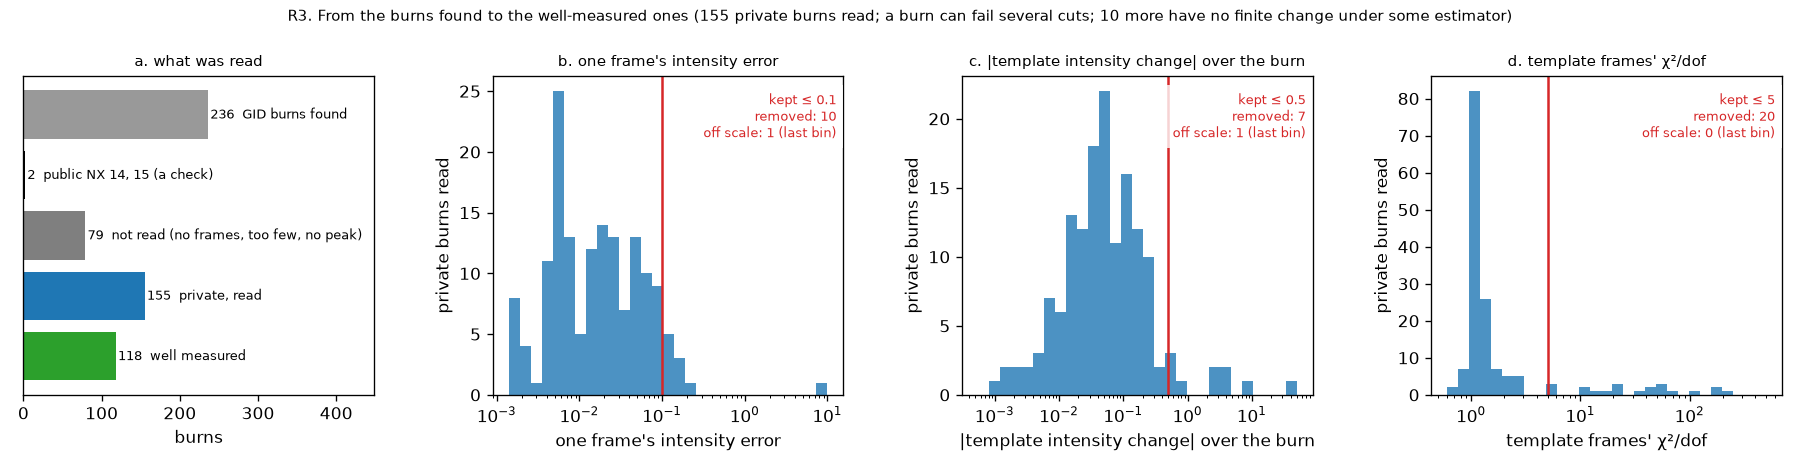 R3. From the burns found to the well-measured ones (155 private burns read; a burn can fail several cuts; 10 more have no finite change under some estimator)
a. what was read
236 GID burns found
2 public NX 14, 15 (a check)
79 not read (no frames, too few, no peak)
155 private, read
118 well measured
0 100 200 300 400
burns
b. one frame's intensity error
kept ≤ 0.1
removed: 10
off scale: 1 (last bin)
private burns read
25
20
15
10
5
0
10⁻³ 10⁻² 10⁻¹ 10⁰ 10¹
one frame's intensity error
c. |template intensity change| over the burn
kept ≤ 0.5
removed: 7
off scale: 1 (last bin)
private burns read
20
15
10
5
0
10⁻³ 10⁻² 10⁻¹ 10⁰ 10¹
|template intensity change| over the burn
d. template frames' χ²/dof
kept ≤ 5
removed: 20
off scale: 0 (last bin)
private burns read
80
70
60
50
40
30
20
10
0
10⁰ 10¹ 10²
template frames' χ²/dof